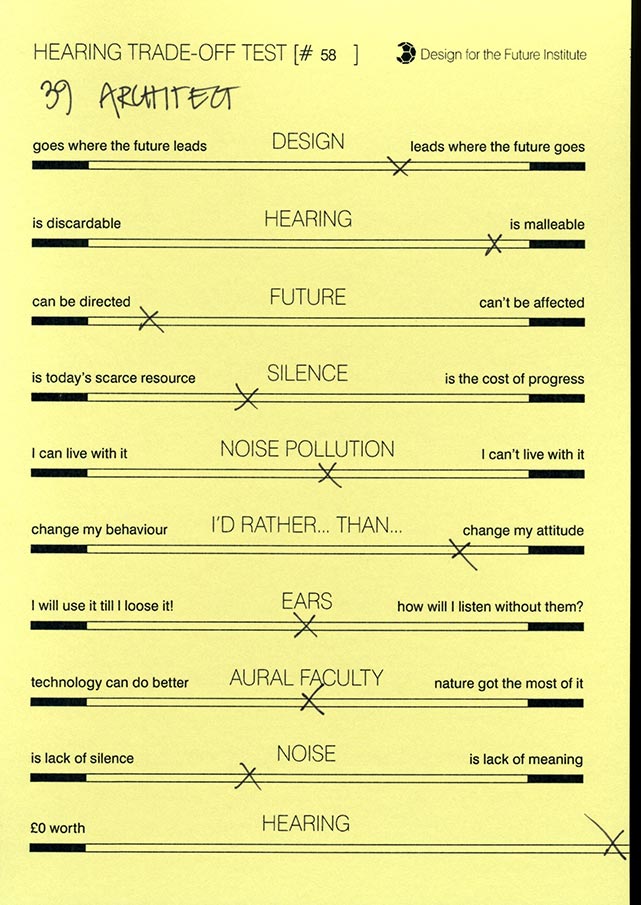 HEARING TRADE-OFF TEST [# 58 ] Design for the Future Institute
39 ARCHITECT
DESIGN
goes where the future leads leads where the future goes
HEARING
is discardable is malleable
FUTURE
can be directed can't be affected
SILENCE
is today's scarce resource is the cost of progress
NOISE POLLUTION
I can live with it I can't live with it
I'D RATHER... THAN...
change my behaviour change my attitude
EARS
I will use it till I loose it! how will I listen without them?
AURAL FACULTY
technology can do better nature got the most of it
NOISE
is lack of silence is lack of meaning
HEARING
£0 worth